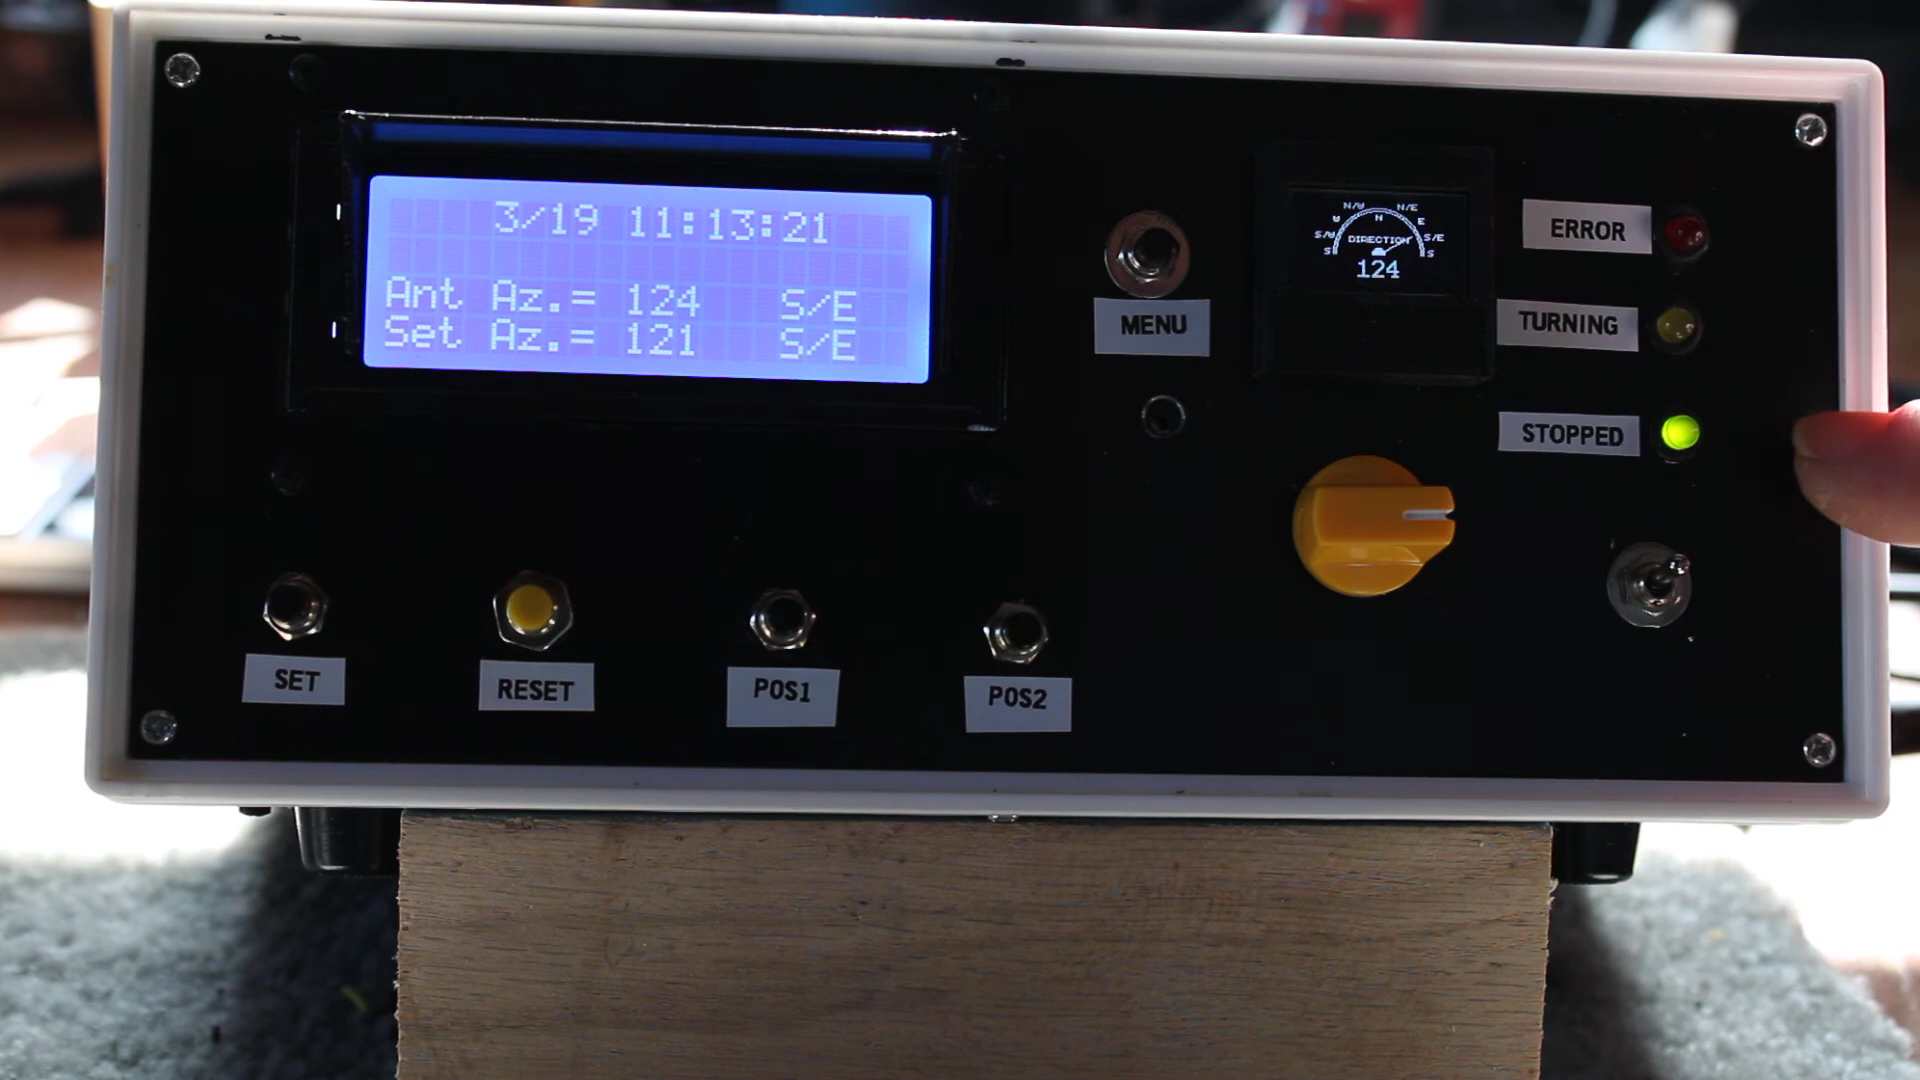 3/19 11:13:21
Ant Az.= 124 S/E
Set Az.= 121 S/E
MENU
N/W N/E
W N E
S/W DIRECTION S/E
S S
124
ERROR
TURNING
STOPPED
SET
RESET
POS1
POS2